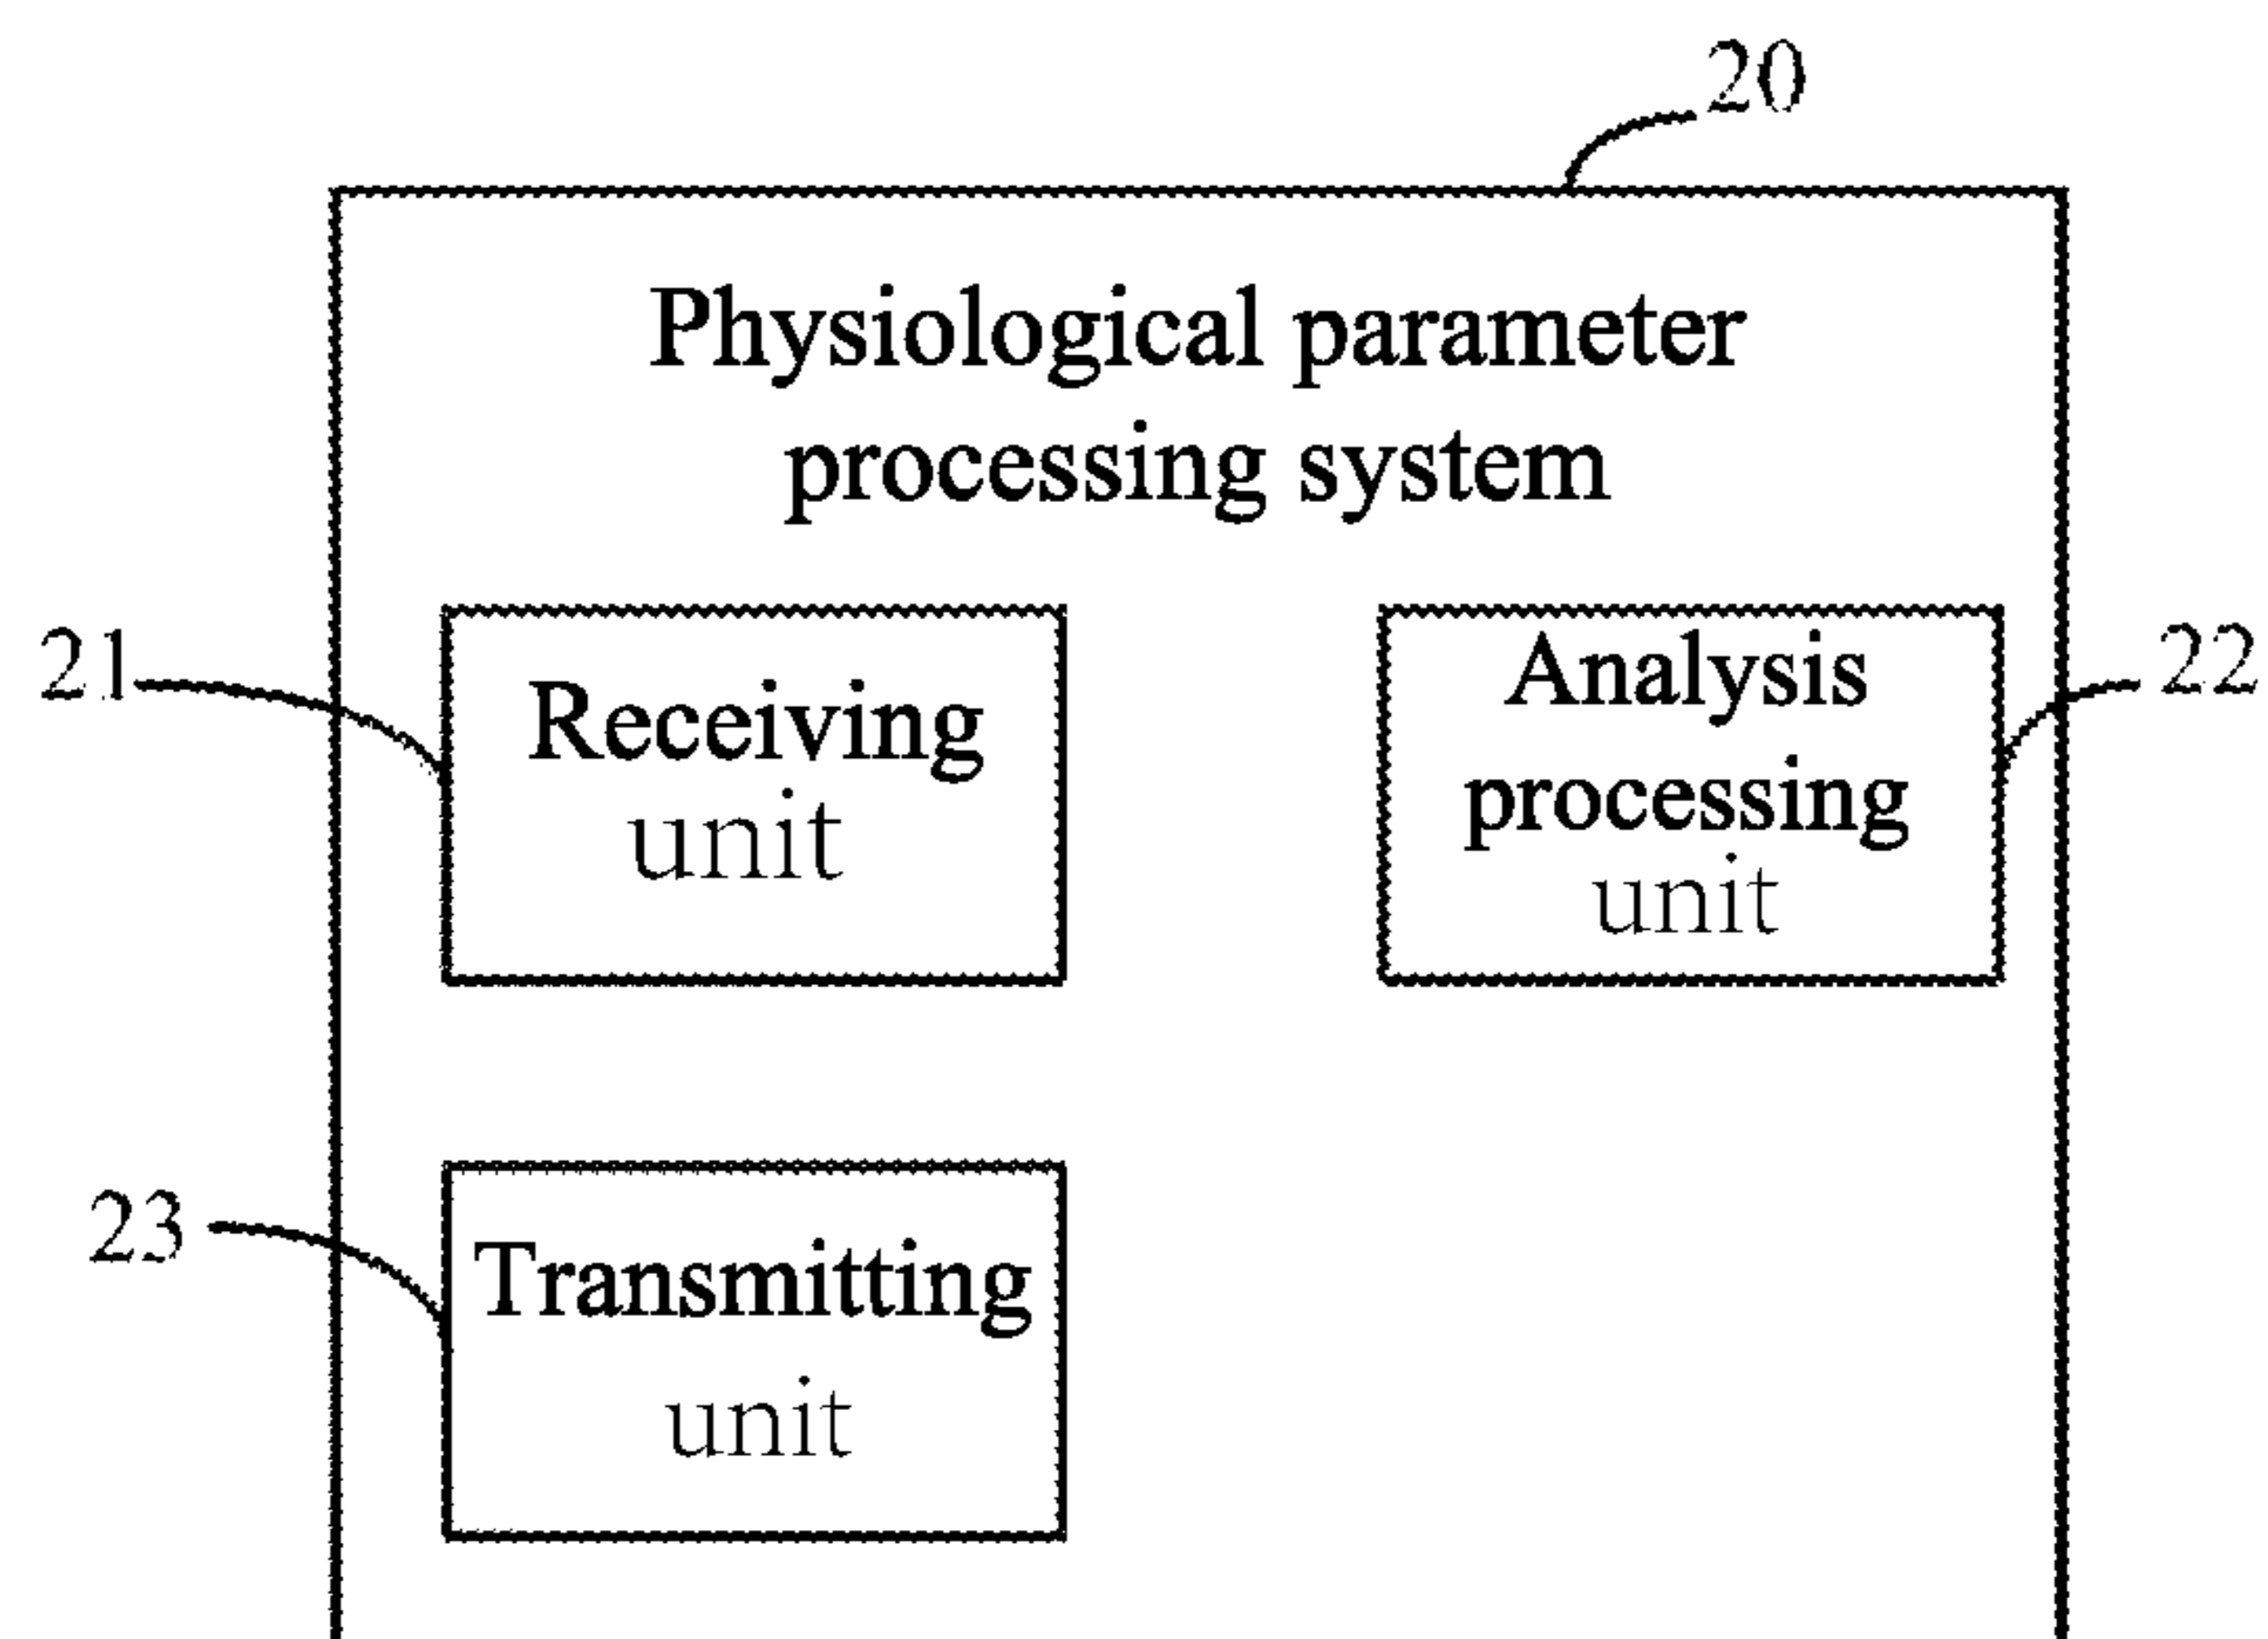 20
Physiological parameter
processing system
21
Receiving
unit
Analysis
processing
unit
22
23
Transmitting
unit